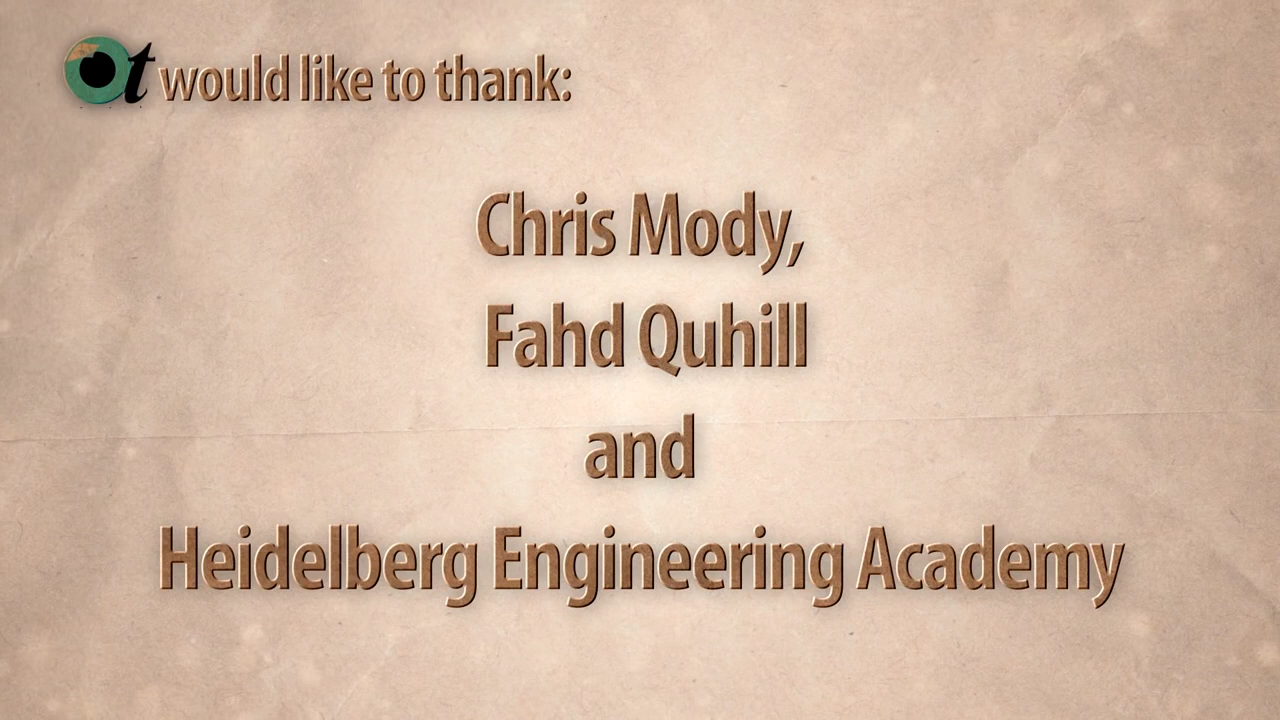 Ot would like to thank:
Chris Mody,
Fahd Quhill
and
Heidelberg Engineering Academy